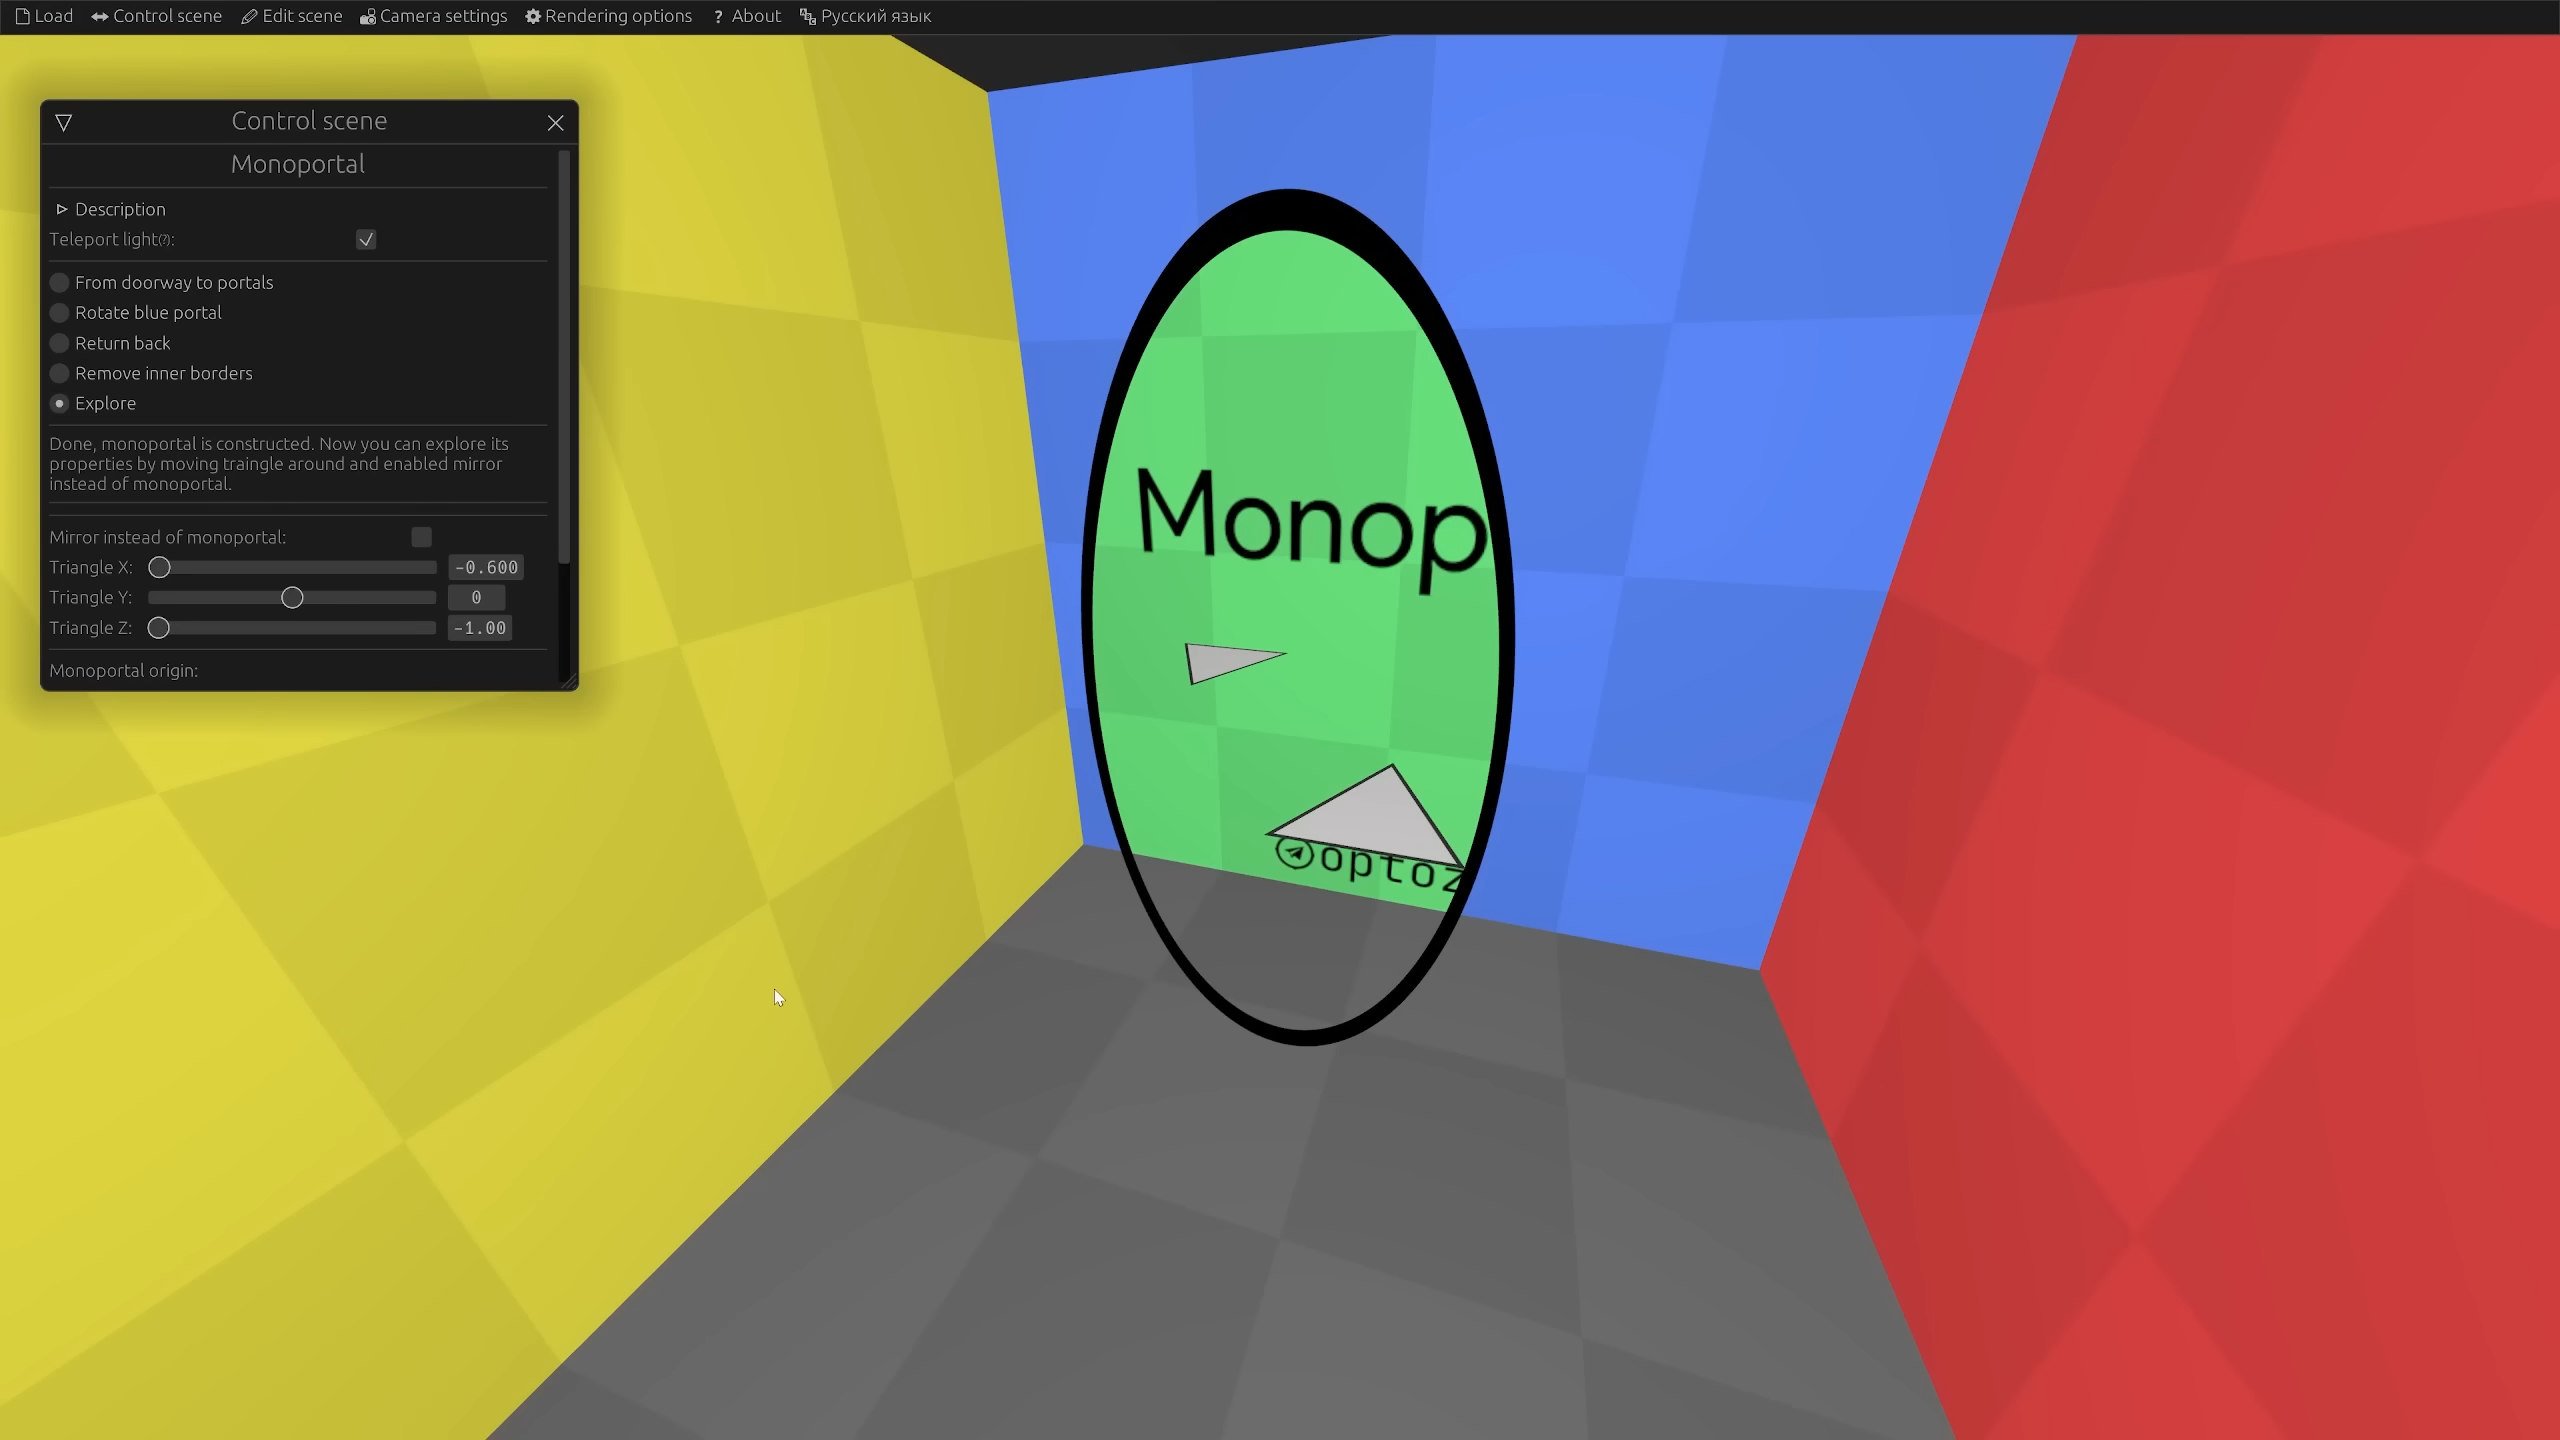 Load Control scene Edit scene Camera settings Rendering options ? About Русский язык
Control scene
Monoportal
Description
Teleport light(?):
From doorway to portals
Rotate blue portal
Return back
Remove inner borders
Explore
Done, monoportal is constructed. Now you can explore its
properties by moving traingle around and enabled mirror
instead of monoportal.
Mirror instead of monoportal:
Triangle X: -0.600
Triangle Y: 0
Triangle Z: -1.00
Monoportal origin:
Monop
optoz